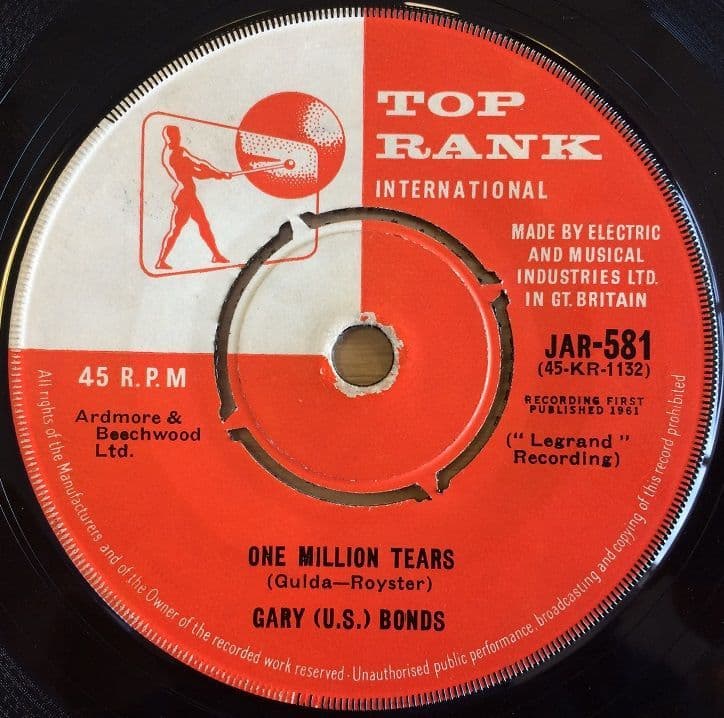 TOP
RANK
INTERNATIONAL
MADE BY ELECTRIC
AND MUSICAL
INDUSTRIES LTD.
IN GT. BRITAIN
JAR-581
(45-KR-1132)
45 R.P.M
RECORDING FIRST
PUBLISHED 1961
Ardmore &
Beechwood
Ltd.
(" Legrand "
Recording)
ONE MILLION TEARS
(Gulda—Royster)
GARY (U.S.) BONDS
All rights of the Manufacturers and of the Owner of the recorded work reserved · Unauthorised public performance, broadcasting and copying of this record prohibited